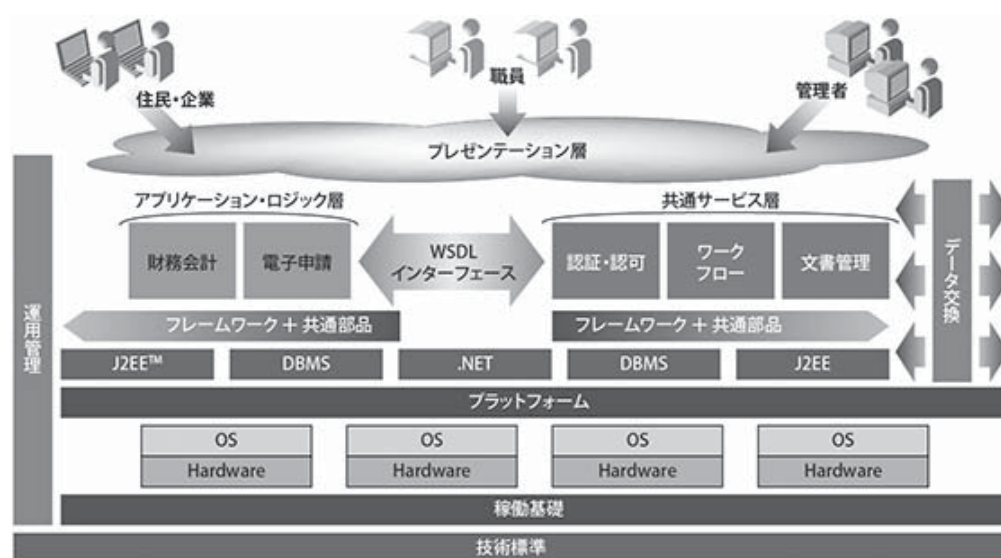 住民・企業
職員
管理者
プレゼンテーション層
アプリケーション・ロジック層
共通サービス層
財務会計
電子申請
WSDL
インターフェース
認証・認可
ワーク
フロー
文書管理
データ交換
運用管理
フレームワーク + 共通部品
フレームワーク + 共通部品
J2EE™
DBMS
.NET
DBMS
J2EE
プラットフォーム
OS
OS
OS
OS
Hardware
Hardware
Hardware
Hardware
稼働基礎
技術標準